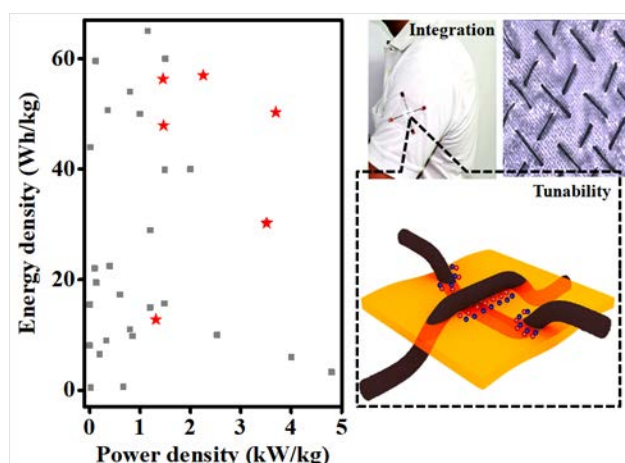 60
40
20
0
Energy density (Wh/kg)
0 1 2 3 4 5
Power density (kW/kg)
Integration
Tunability